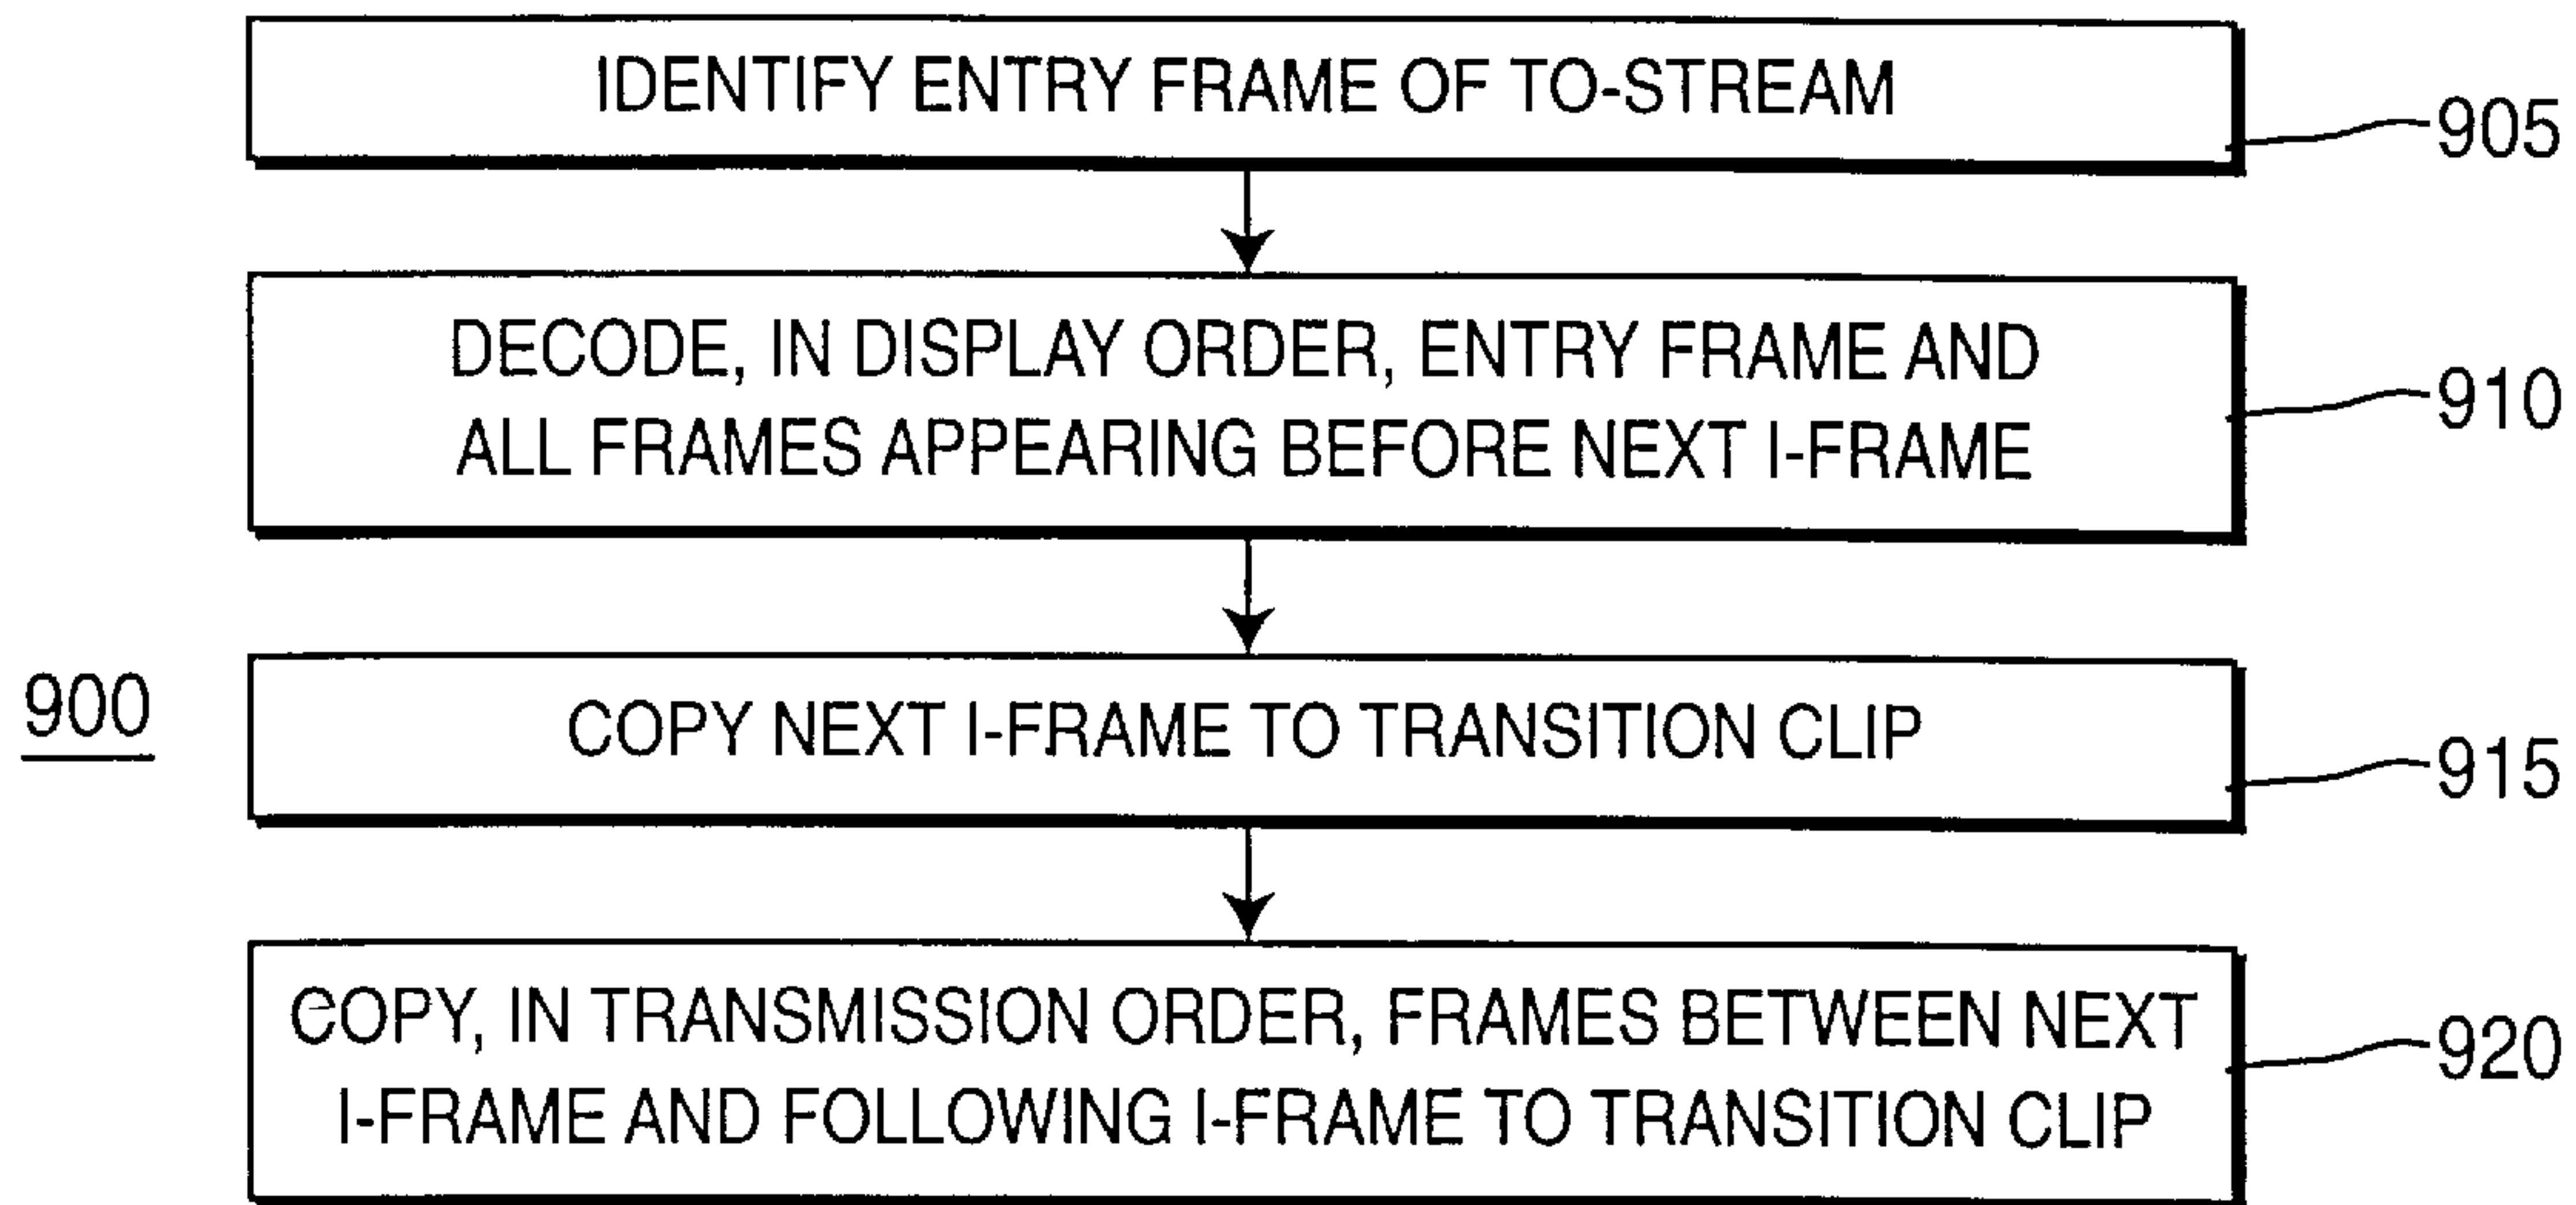 IDENTIFY ENTRY FRAME OF TO-STREAM
905
DECODE, IN DISPLAY ORDER, ENTRY FRAME AND
ALL FRAMES APPEARING BEFORE NEXT I-FRAME
910
900
COPY NEXT I-FRAME TO TRANSITION CLIP
915
COPY, IN TRANSMISSION ORDER, FRAMES BETWEEN NEXT
I-FRAME AND FOLLOWING I-FRAME TO TRANSITION CLIP
920